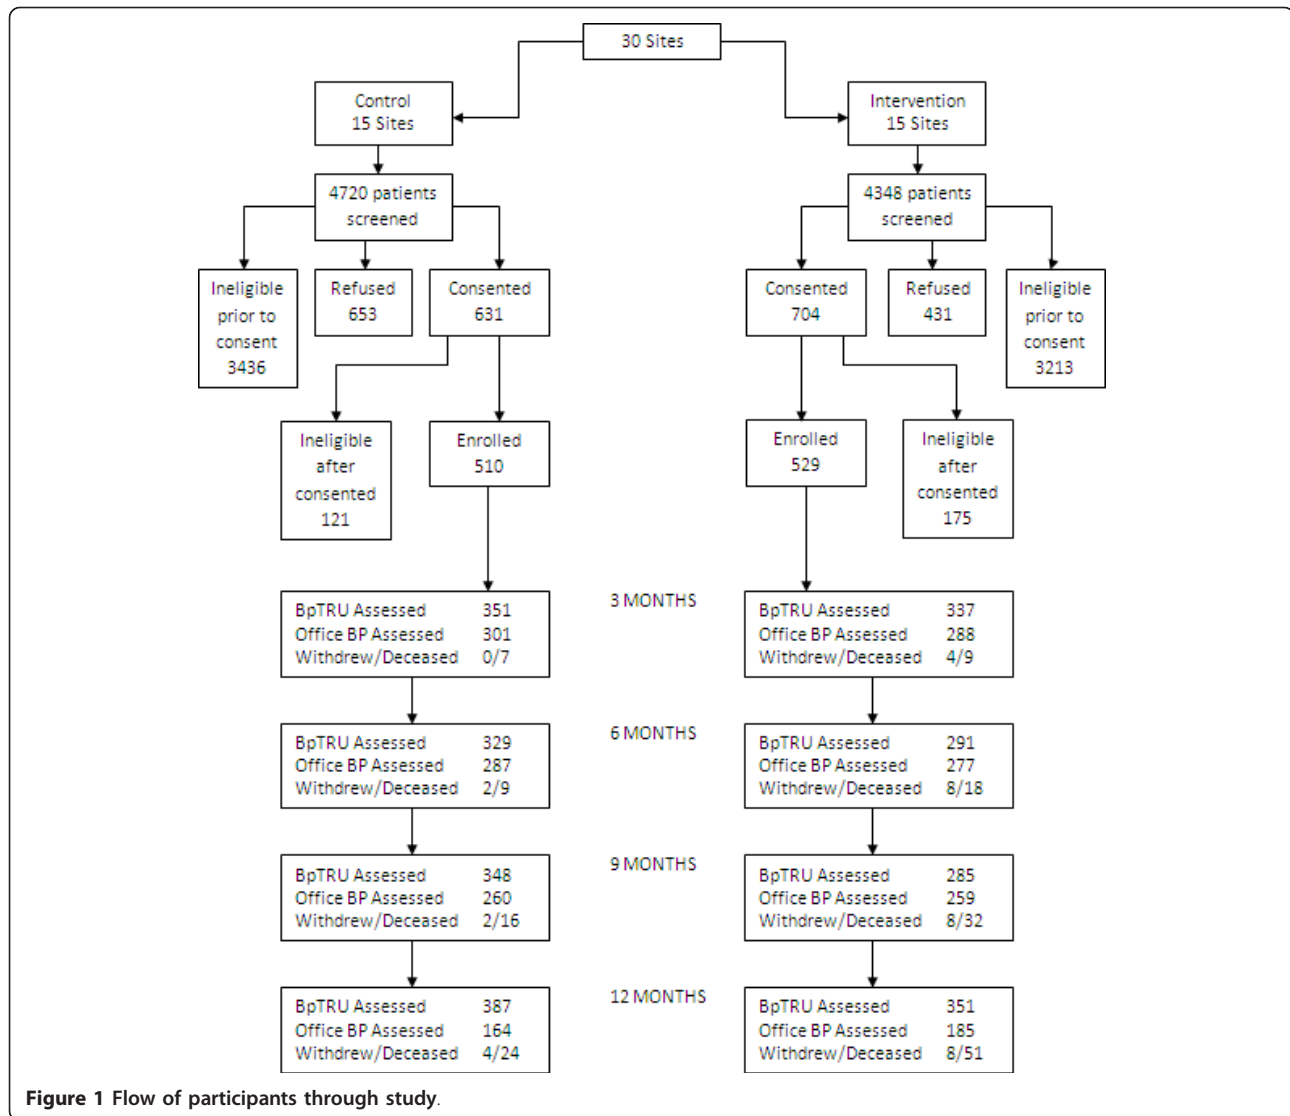 30 Sites
Control
15 Sites
Intervention
15 Sites
4720 patients
screened
4348 patients
screened
Ineligible
prior to
consent
3436
Refused
653
Consented
631
Consented
704
Refused
431
Ineligible
prior to
consent
3213
Ineligible
after
consented
121
Enrolled
510
Enrolled
529
Ineligible
after
consented
175
3 MONTHS
BpTRU Assessed 351
Office BP Assessed 301
Withdrew/Deceased 0/7
BpTRU Assessed 337
Office BP Assessed 288
Withdrew/Deceased 4/9
6 MONTHS
BpTRU Assessed 329
Office BP Assessed 287
Withdrew/Deceased 2/9
BpTRU Assessed 291
Office BP Assessed 277
Withdrew/Deceased 8/18
9 MONTHS
BpTRU Assessed 348
Office BP Assessed 260
Withdrew/Deceased 2/16
BpTRU Assessed 285
Office BP Assessed 259
Withdrew/Deceased 8/32
12 MONTHS
BpTRU Assessed 387
Office BP Assessed 164
Withdrew/Deceased 4/24
BpTRU Assessed 351
Office BP Assessed 185
Withdrew/Deceased 8/51
Figure 1 Flow of participants through study.